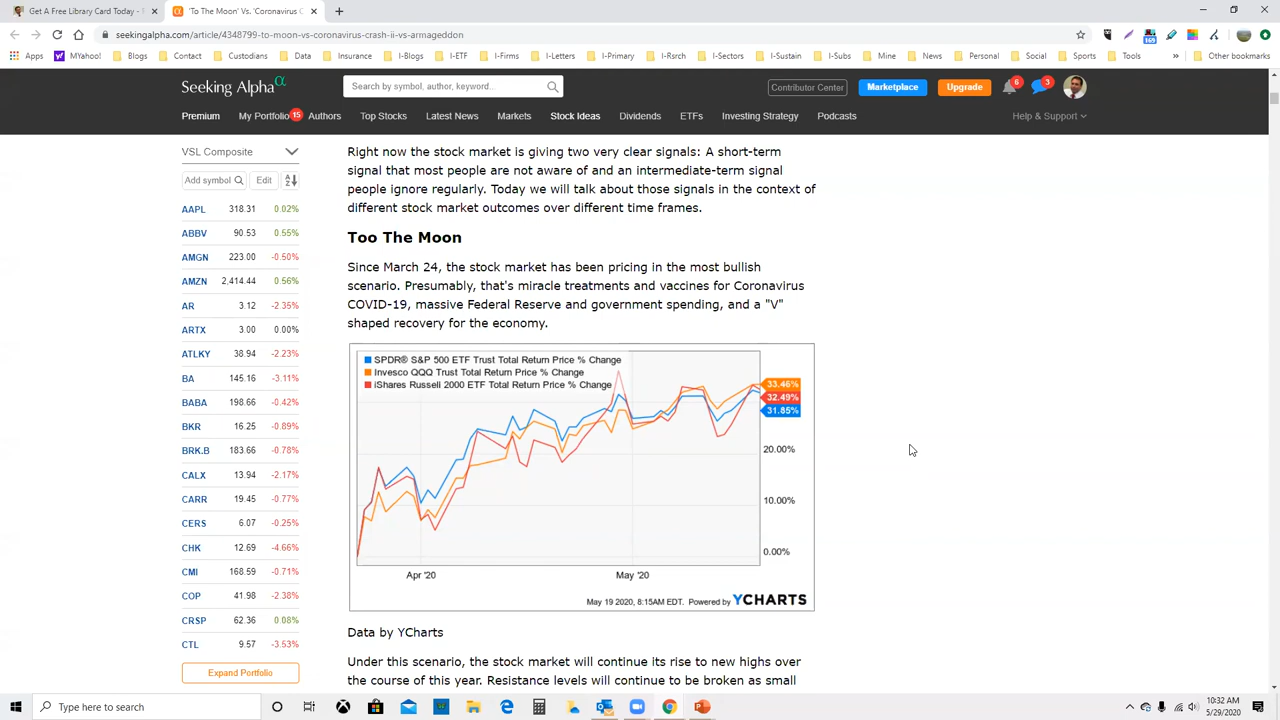 Get A Free Library Card Today -
'To The Moon' Vs. 'Coronavirus C
seekingalpha.com/article/4348799-to-moon-vs-coronavirus-crash-ii-vs-armageddon
Apps MYahoo! Blogs Contact Custodians Data Insurance I-Blogs I-ETF I-Firms I-Letters I-Primary I-Rsrch I-Sectors I-Sustain I-Subs Mine News Personal Social Sports Tools » Other bookmarks
Seeking Alpha α
Search by symbol, author, keyword...
Contributor Center Marketplace Upgrade 6 3
Premium My Portfolio 15 Authors Top Stocks Latest News Markets Stock Ideas Dividends ETFs Investing Strategy Podcasts Help & Support
VSL Composite
Add symbol Edit
AAPL 318.31 0.02%
ABBV 90.53 0.55%
AMGN 223.00 -0.50%
AMZN 2,414.44 0.56%
AR 3.12 -2.35%
ARTX 3.00 0.00%
ATLKY 38.94 -2.23%
BA 145.16 -3.11%
BABA 198.66 -0.42%
BKR 16.25 -0.89%
BRK.B 183.66 -0.78%
CALX 13.94 -2.17%
CARR 19.45 -0.77%
CERS 6.07 -0.25%
CHK 12.69 -4.66%
CMI 168.59 -0.71%
COP 41.98 -2.38%
CRSP 62.36 0.08%
CTL 9.57 -3.53%
Expand Portfolio
Right now the stock market is giving two very clear signals: A short-term
signal that most people are not aware of and an intermediate-term signal
people ignore regularly. Today we will talk about those signals in the context of
different stock market outcomes over different time frames.
Too The Moon
Since March 24, the stock market has been pricing in the most bullish
scenario. Presumably, that's miracle treatments and vaccines for Coronavirus
COVID-19, massive Federal Reserve and government spending, and a "V"
shaped recovery for the economy.
SPDR® S&P 500 ETF Trust Total Return Price % Change
Invesco QQQ Trust Total Return Price % Change
iShares Russell 2000 ETF Total Return Price % Change
33.46%
32.49%
31.85%
20.00%
10.00%
0.00%
Apr '20 May '20
May 19 2020, 8:15AM EDT. Powered by YCHARTS
Data by YCharts
Under this scenario, the stock market will continue its rise to new highs over
the course of this year. Resistance levels will continue to be broken as small
Type here to search
10:32 AM
5/29/2020